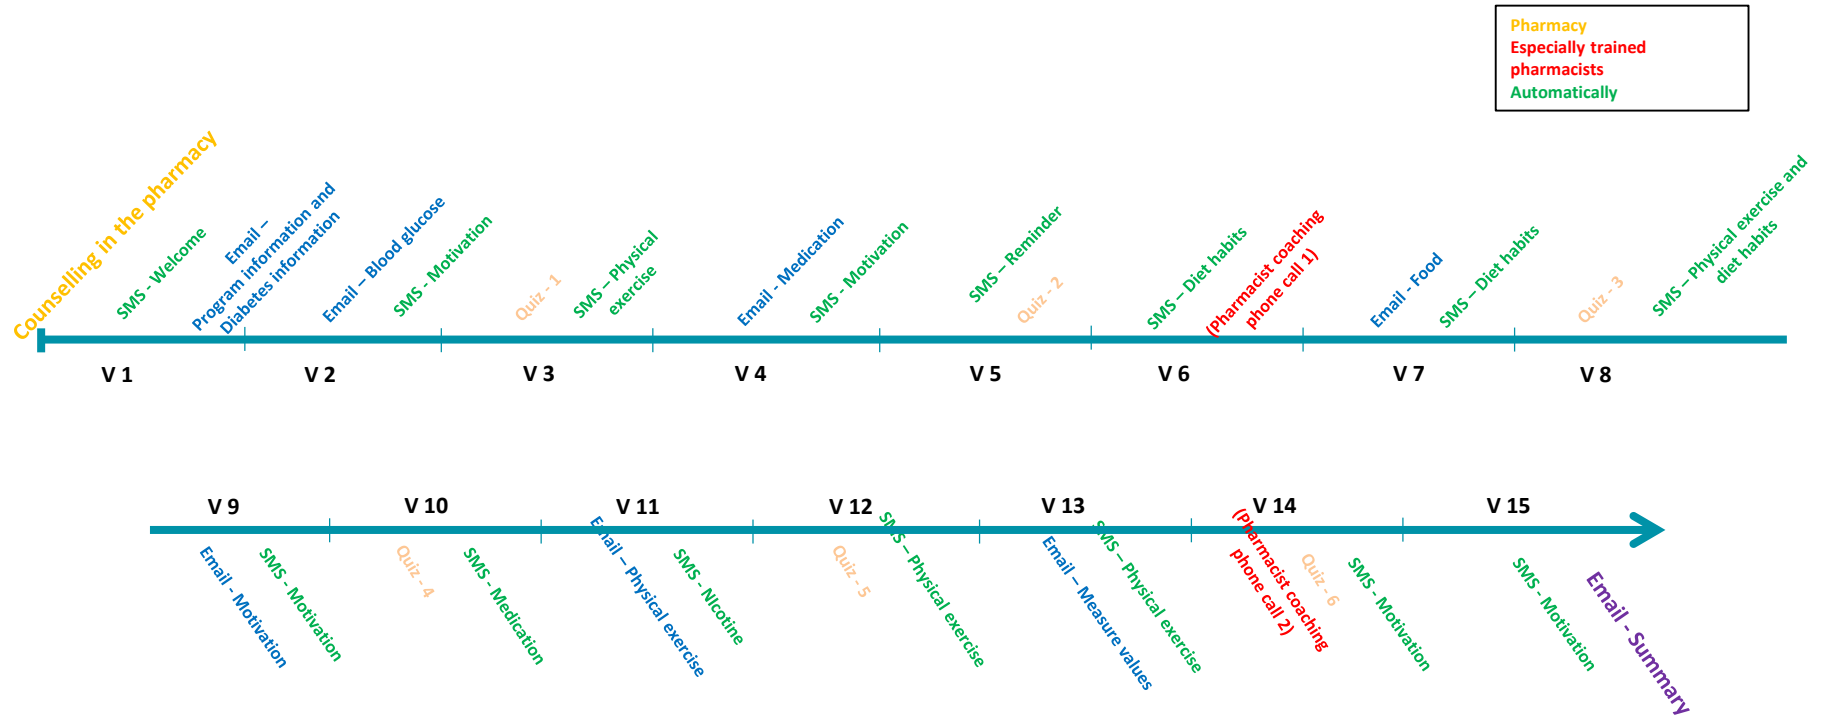 Pharmacy
Especially trained
pharmacists
Automatically
Counselling in the pharmacy
SMS - Welcome
Email –
Program information and
Diabetes information
Email – Blood glucose
SMS - Motivation
Quiz - 1
SMS – Physical
exercise
Email - Medication
SMS - Motivation
SMS – Reminder
Quiz - 2
SMS – Diet habits
(Pharmacist coaching
phone call 1)
Email - Food
SMS – Diet habits
Quiz - 3
SMS – Physical exercise and
diet habits
V 1
V 2
V 3
V 4
V 5
V 6
V 7
V 8
V 9
V 10
V 11
V 12
V 13
V 14
V 15
Email - Motivation
SMS - Motivation
Quiz - 4
SMS - Medication
Email – Physical exercise
SMS - NIcotine
Quiz - 5
SMS – Physical exercise
Email – Measure values
SMS – Physical exercise
(Pharmacist coaching
phone call 2)
Quiz - 6
SMS - Motivation
SMS - Motivation
Email - Summary